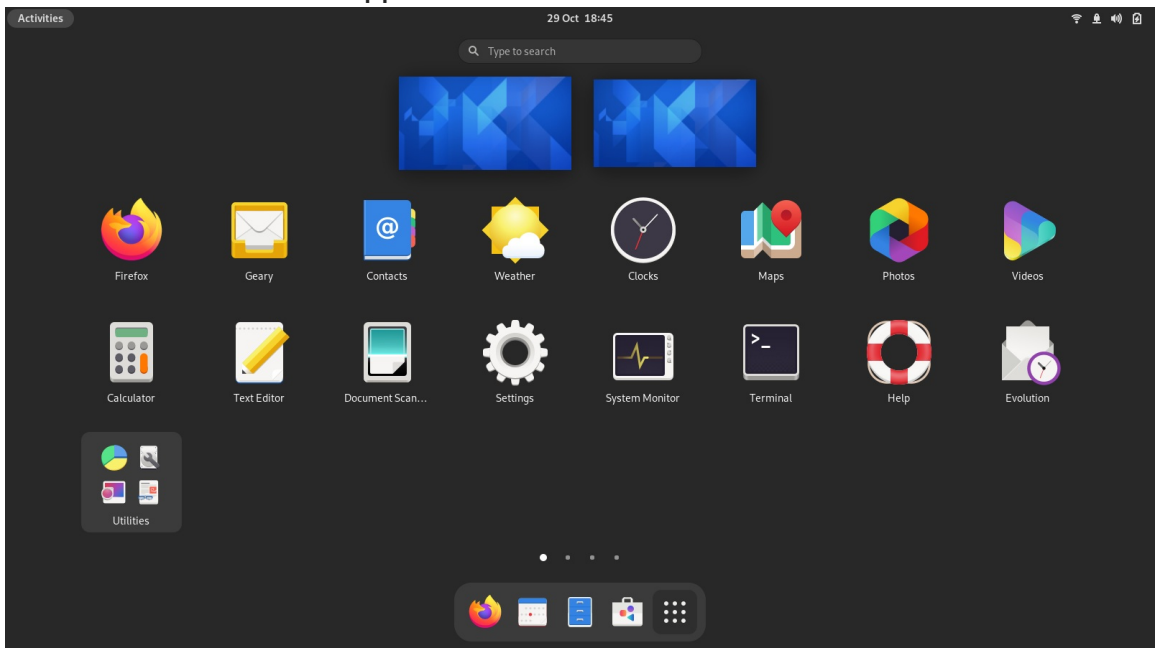 Activities
29 Oct 18:45
Type to search
Firefox
Geary
Contacts
Weather
Clocks
Maps
Photos
Videos
Calculator
Text Editor
Document Scan...
Settings
System Monitor
Terminal
Help
Evolution
Utilities